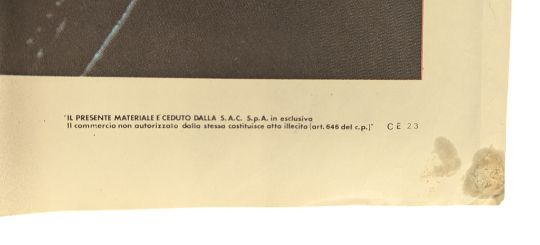 "IL PRESENTE MATERIALE E CEDUTO DALLA S.A.C. S.p.A. in esclusiva
Il commercio non autorizzato dalla stessa costituisce atto illecito (art. 646 del c.p.)" C E 23